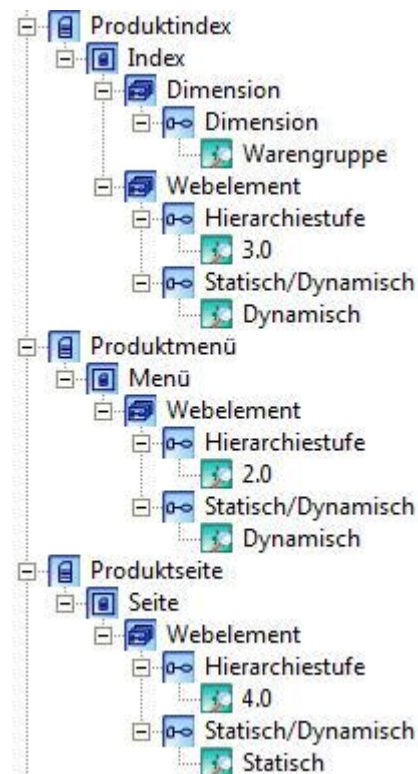 Produktindex
Index
Dimension
Dimension
Warengruppe
Webelement
Hierarchiestufe
3.0
Statisch/Dynamisch
Dynamisch
Produktmenü
Menü
Webelement
Hierarchiestufe
2.0
Statisch/Dynamisch
Dynamisch
Produktseite
Seite
Webelement
Hierarchiestufe
4.0
Statisch/Dynamisch
Statisch